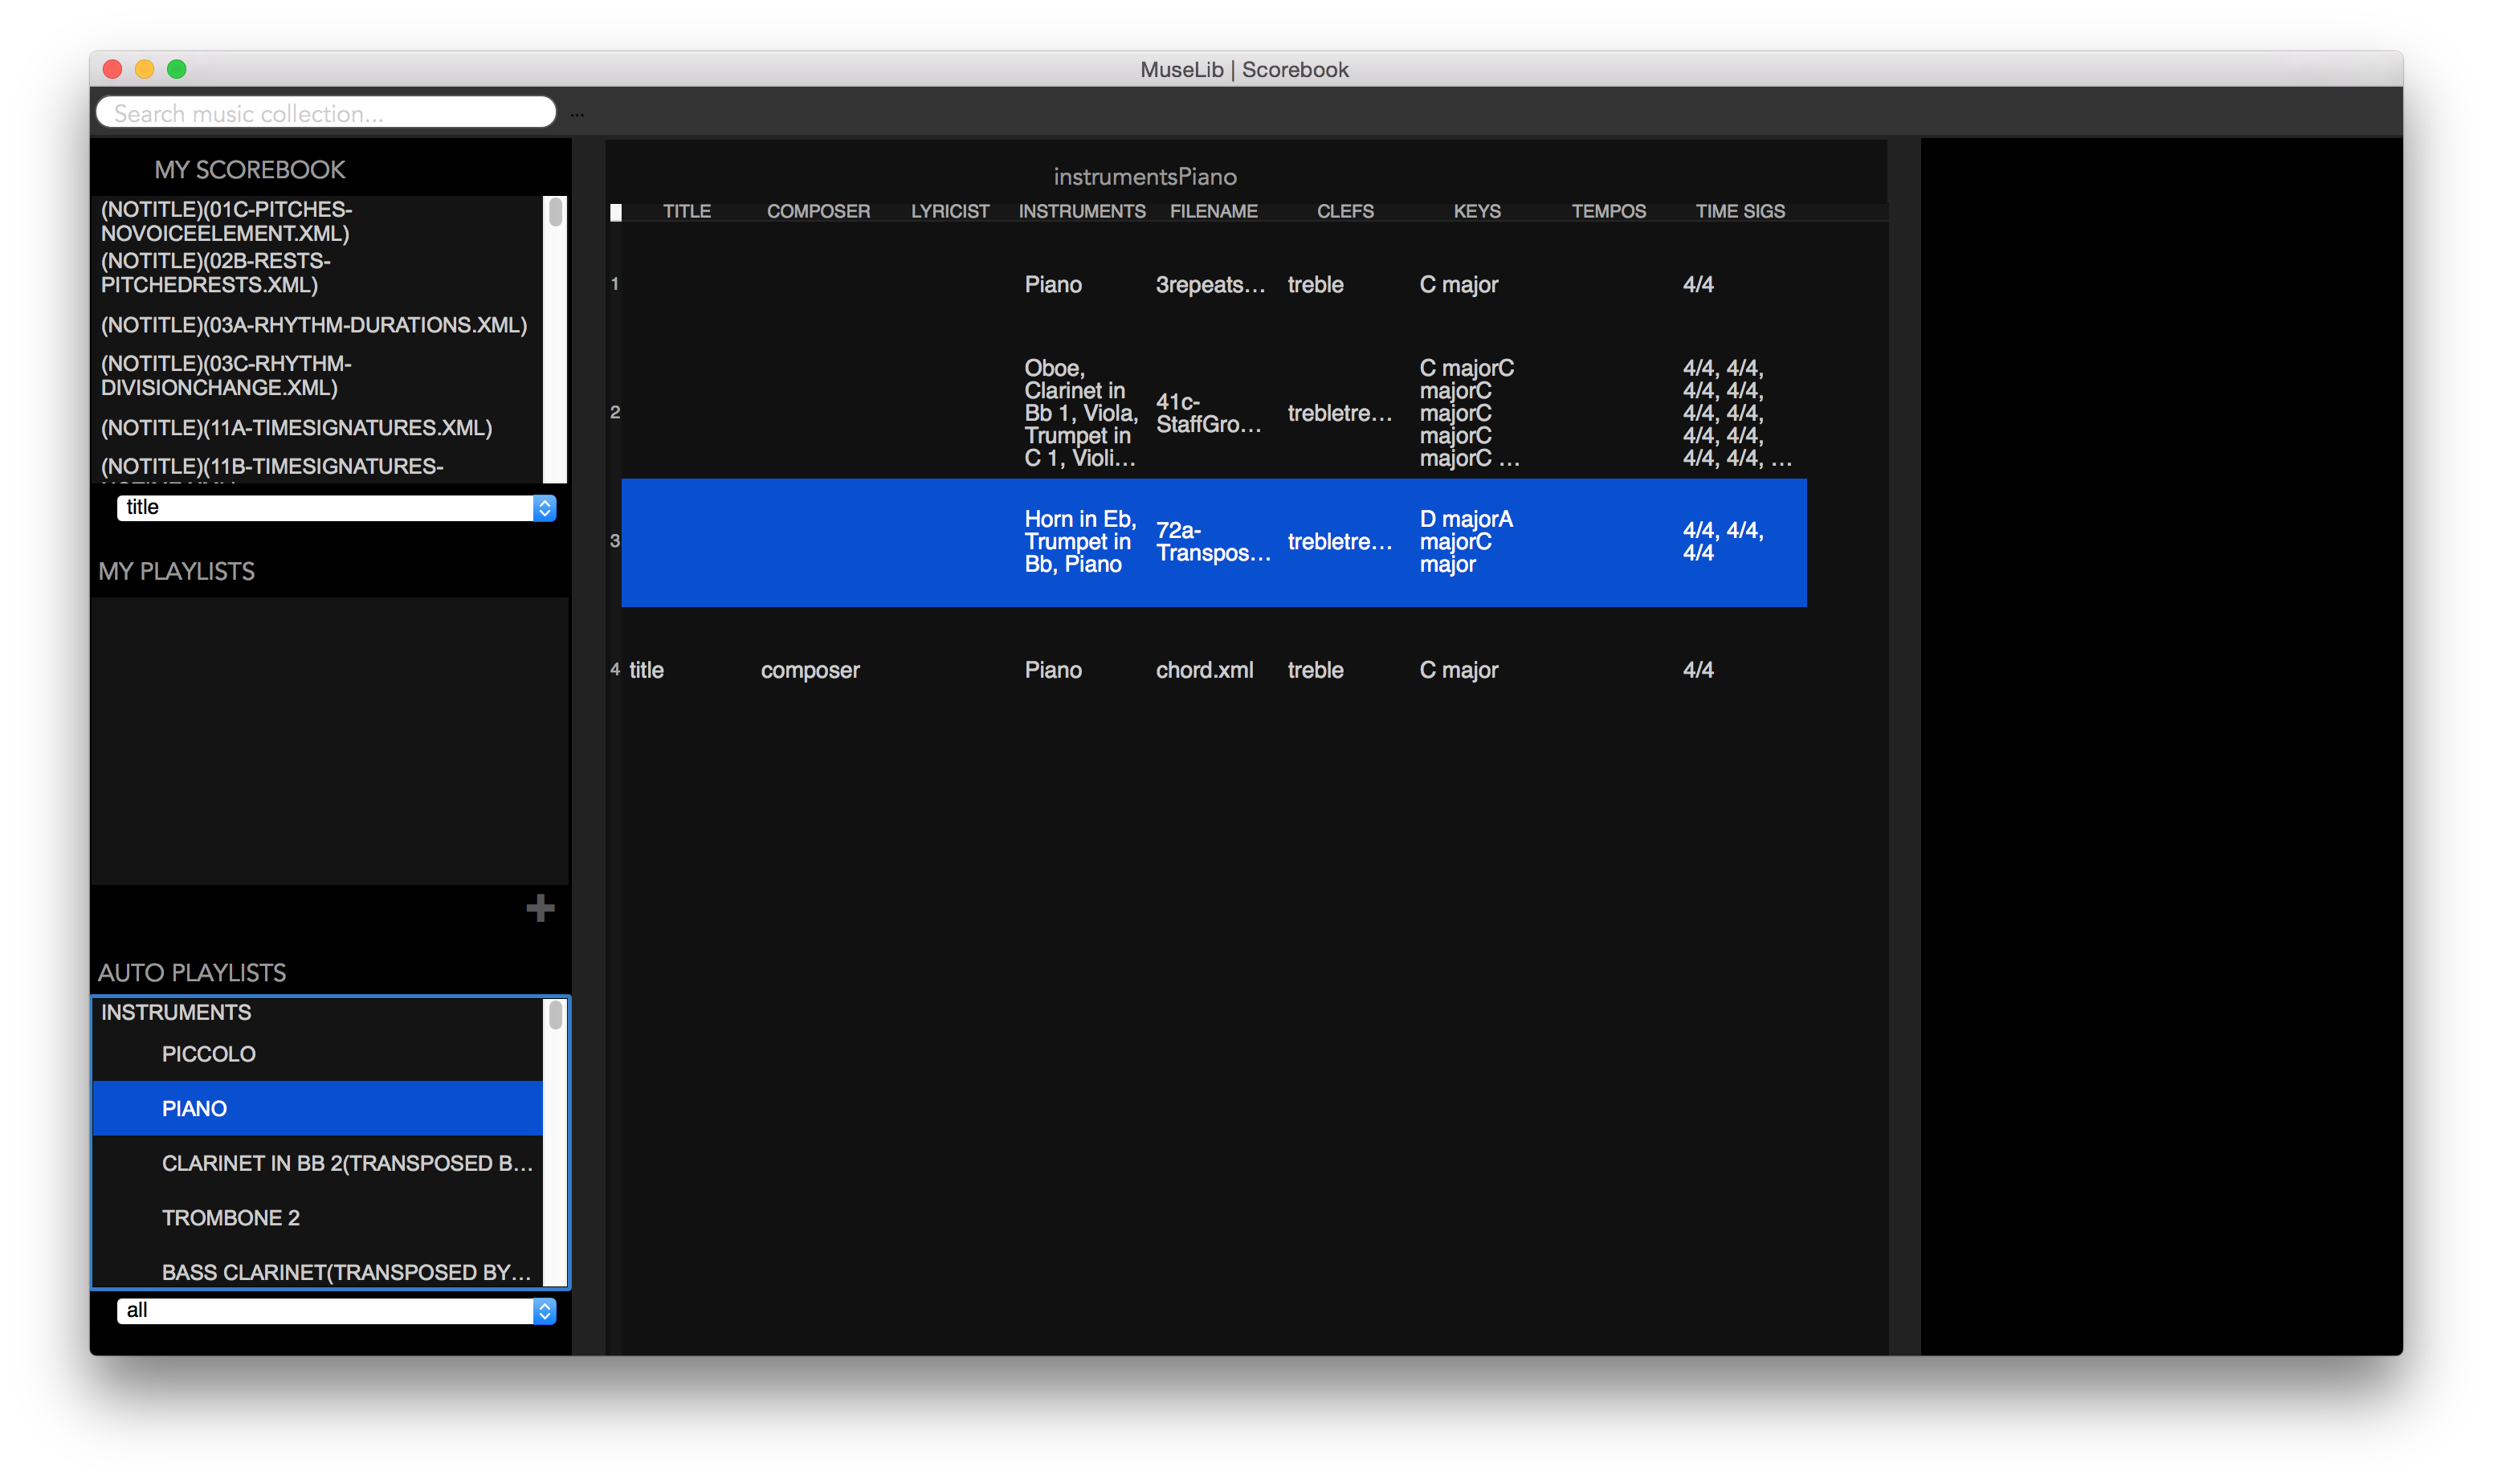 MuseLib | Scorebook
Search music collection...
...
MY SCOREBOOK
(NOTITLE)(01C-PITCHES-
NOVOICEELEMENT.XML)
(NOTITLE)(02B-RESTS-
PITCHEDRESTS.XML)
(NOTITLE)(03A-RHYTHM-DURATIONS.XML)
(NOTITLE)(03C-RHYTHM-
DIVISIONCHANGE.XML)
(NOTITLE)(11A-TIMESIGNATURES.XML)
(NOTITLE)(11B-TIMESIGNATURES-
title
MY PLAYLISTS
AUTO PLAYLISTS
INSTRUMENTS
PICCOLO
PIANO
CLARINET IN BB 2(TRANSPOSED B...
TROMBONE 2
BASS CLARINET(TRANSPOSED BY...
all
instrumentsPiano
TITLE COMPOSER LYRICIST INSTRUMENTS FILENAME CLEFS KEYS TEMPOS TIME SIGS
1 Piano 3repeats... treble C major 4/4
2
Oboe,
Clarinet in
Bb 1, Viola,
Trumpet in
C 1, Violi...
41c-
StaffGro...
trebletre...
C majorC
majorC
majorC
majorC
majorC ...
4/4, 4/4,
4/4, 4/4,
4/4, 4/4,
4/4, 4/4,
4/4, 4/4, ...
3
Horn in Eb,
Trumpet in
Bb, Piano
72a-
Transpos...
trebletre...
D majorA
majorC
major
4/4, 4/4,
4/4
4 title composer Piano chord.xml treble C major 4/4